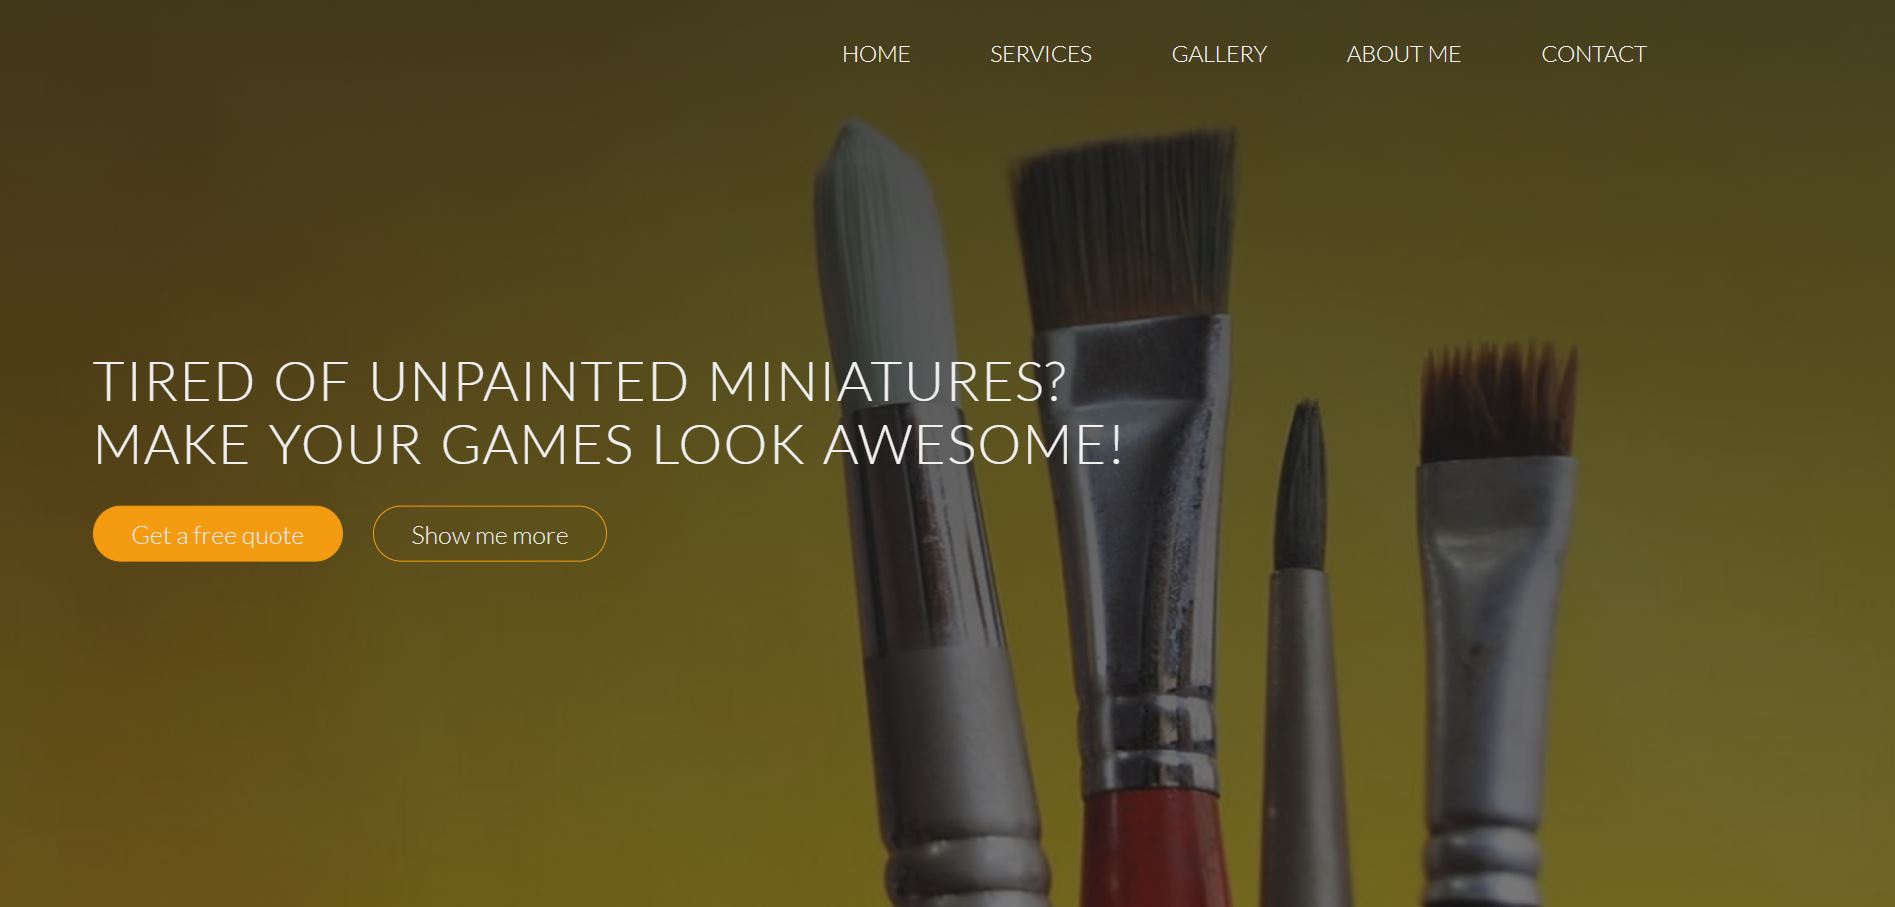 HOME SERVICES GALLERY ABOUT ME CONTACT
TIRED OF UNPAINTED MINIATURES?
MAKE YOUR GAMES LOOK AWESOME!
Get a free quote Show me more